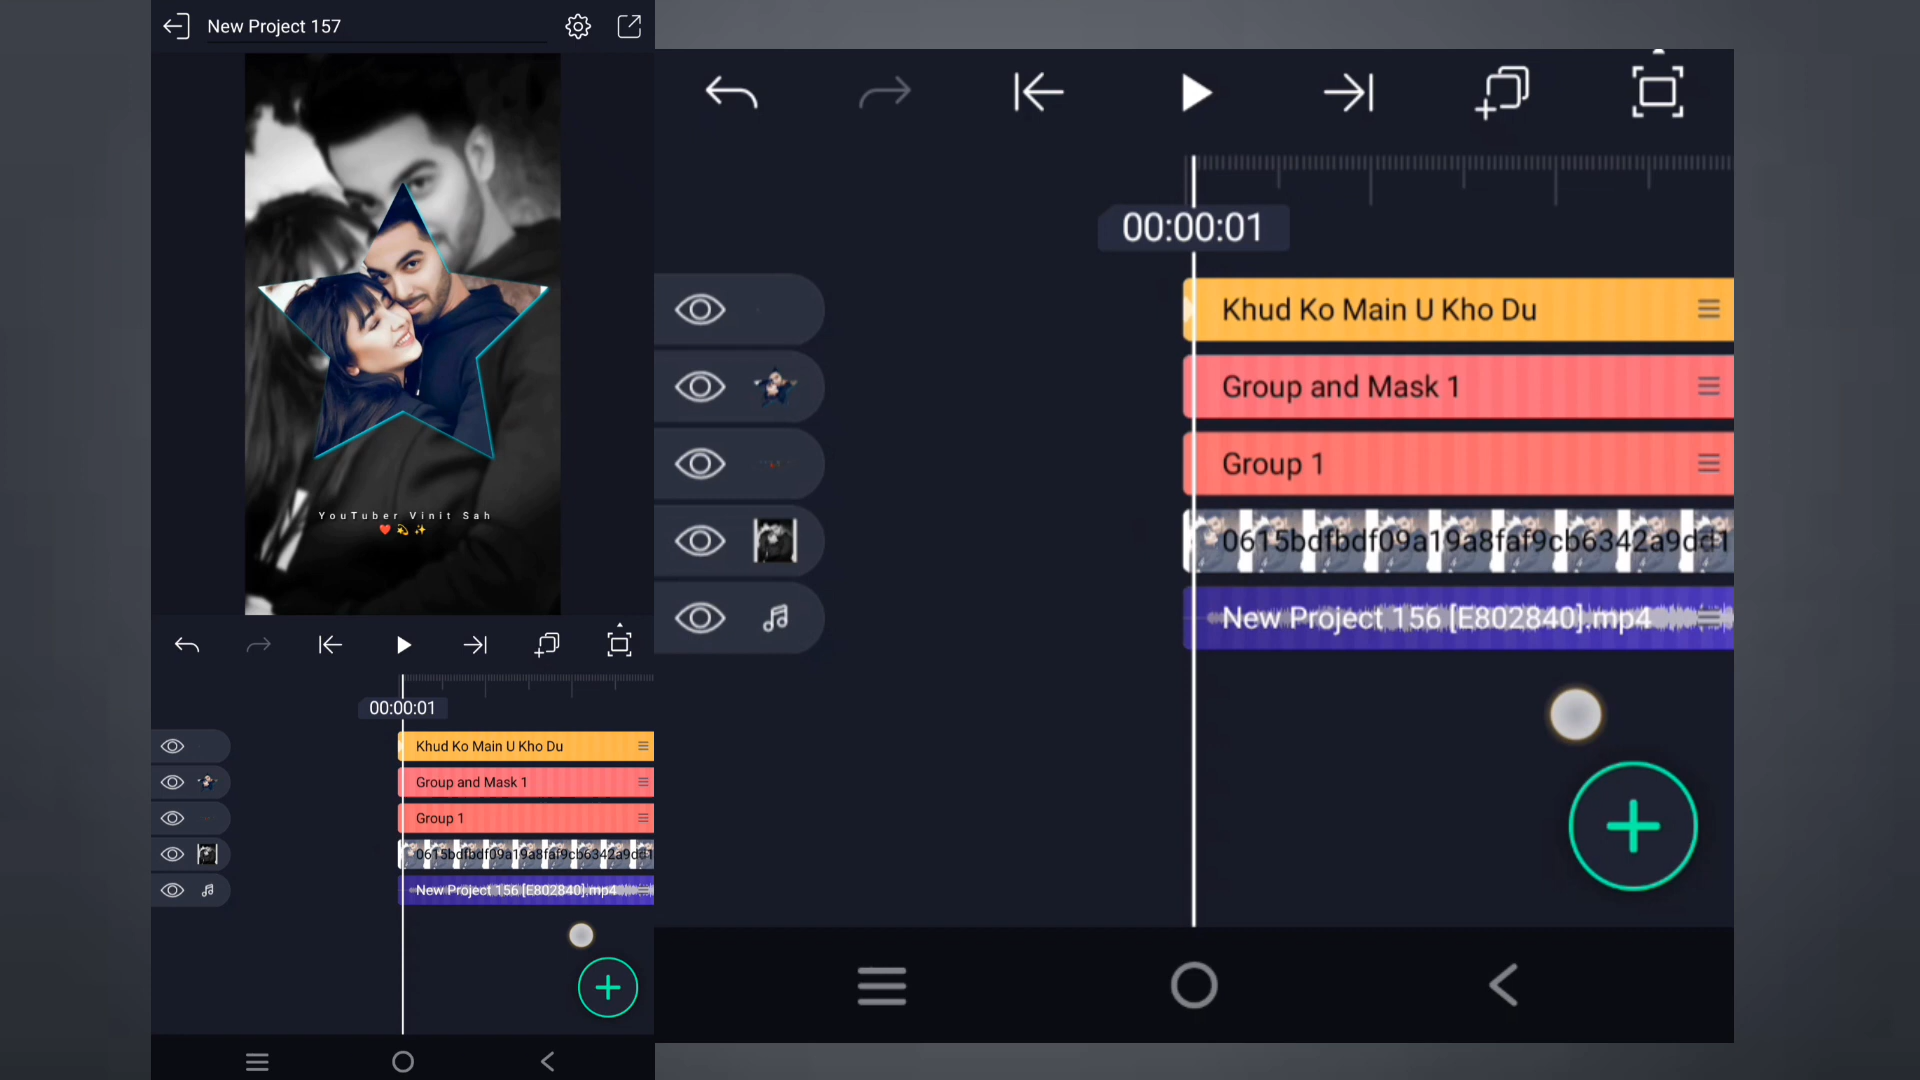 New Project 157
YouTuber Vinit Sah
00:00:01
Khud Ko Main U Kho Du
Group and Mask 1
Group 1
0615bdfbdf09a19a8faf9cb6342a9dd1
New Project 156 [E802840].mp4
00:00:01
Khud Ko Main U Kho Du
Group and Mask 1
Group 1
0615bdfbdf09a19a8faf9cb6342a9dd1
New Project 156 [E802840].mp4